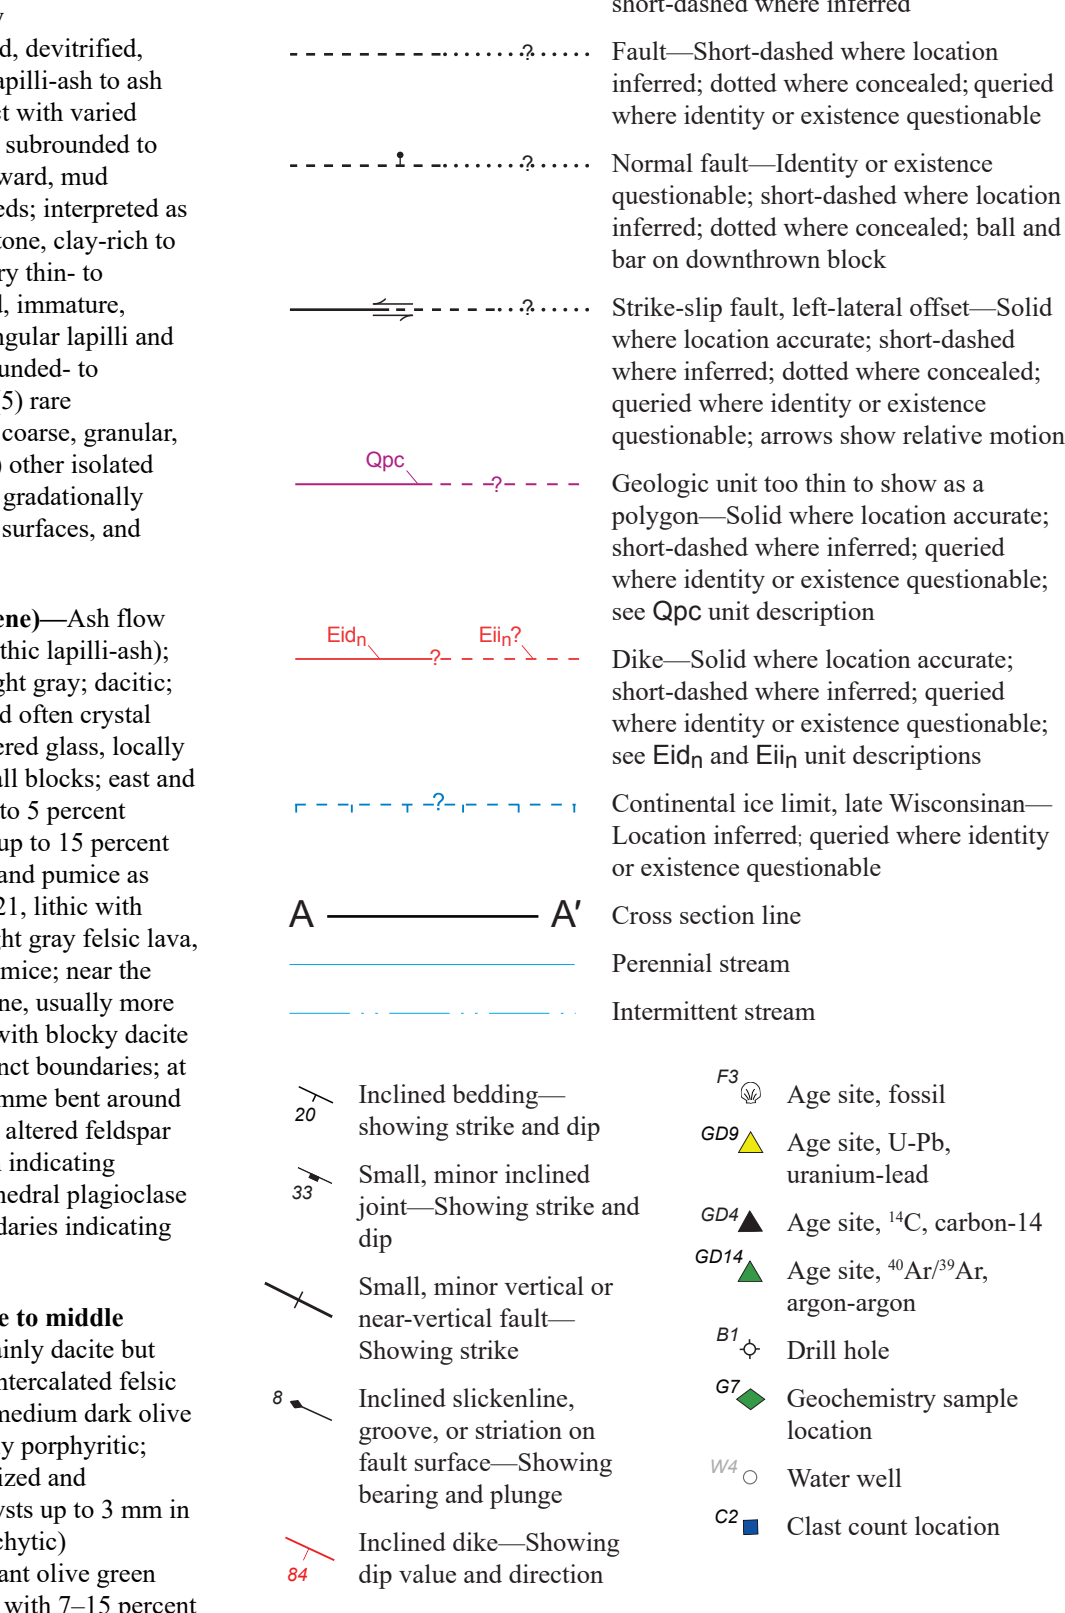 y
d, devitrified,
apilli-ash to ash
ct with varied
subrounded to
ward, mud
eds; interpreted as
tone, clay-rich to
ry thin- to
d, immature,
ngular lapilli and
unded- to
(5) rare
coarse, granular,
) other isolated
gradationally
surfaces, and
ene)—Ash flow
thic lapilli-ash);
ght gray; dacitic;
d often crystal
ered glass, locally
all blocks; east and
to 5 percent
up to 15 percent
and pumice as
21, lithic with
ght gray felsic lava,
mice; near the
ne, usually more
with blocky dacite
nct boundaries; at
mme bent around
altered feldspar
n indicating
hedral plagioclase
daries indicating
e to middle
ainly dacite but
ntercalated felsic
medium dark olive
ly porphyritic;
ized and
ysts up to 3 mm in
chytic)
ant olive green
with 7–15 percent
short-dashed where inferred
?
Fault—Short-dashed where location
inferred; dotted where concealed; queried
where identity or existence questionable
?
Normal fault—Identity or existence
questionable; short-dashed where location
inferred; dotted where concealed; ball and
bar on downthrown block
?
Strike-slip fault, left-lateral offset—Solid
where location accurate; short-dashed
where inferred; dotted where concealed;
queried where identity or existence
questionable; arrows show relative motion
Qpc
?
Geologic unit too thin to show as a
polygon—Solid where location accurate;
short-dashed where inferred; queried
where identity or existence questionable;
see Qpc unit description
Eidn Eiin?
?
Dike—Solid where location accurate;
short-dashed where inferred; queried
where identity or existence questionable;
see Eidn and Eiin unit descriptions
?
Continental ice limit, late Wisconsinan—
Location inferred; queried where identity
or existence questionable
A A′ Cross section line
Perennial stream
Intermittent stream
20
Inclined bedding—
showing strike and dip
33
Small, minor inclined
joint—Showing strike and
dip
Small, minor vertical or
near-vertical fault—
Showing strike
8
Inclined slickenline,
groove, or striation on
fault surface—Showing
bearing and plunge
84
Inclined dike—Showing
dip value and direction
F3
Age site, fossil
GD9
Age site, U-Pb,
uranium-lead
GD4
Age site, 14C, carbon-14
GD14
Age site, 40Ar/39Ar,
argon-argon
B1
Drill hole
G7
Geochemistry sample
location
W4
Water well
C2
Clast count location